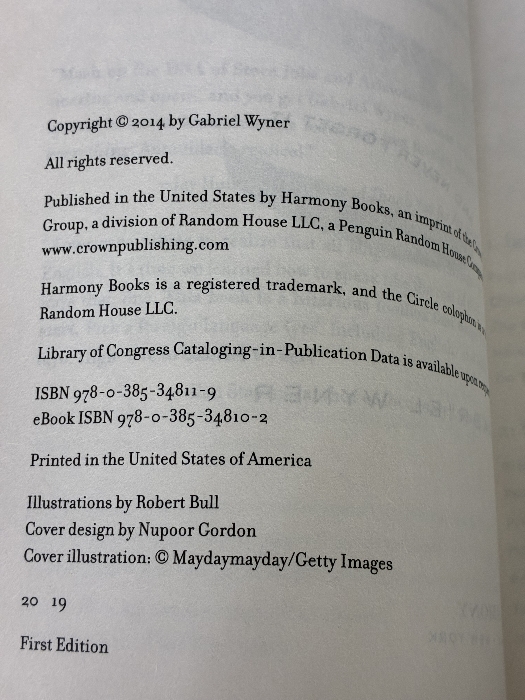 Copyright © 2014 by Gabriel Wyner
All rights reserved.
Published in the United States by Harmony Books, an imprint of the
Group, a division of Random House LLC, a Penguin Random House
www.crownpublishing.com
Harmony Books is a registered trademark, and the Circle colophon
Random House LLC.
Library of Congress Cataloging-in-Publication Data is available upon
ISBN 978-0-385-34811-9
eBook ISBN 978-0-385-34810-2
Printed in the United States of America
Illustrations by Robert Bull
Cover design by Nupoor Gordon
Cover illustration: © Maydaymayday/Getty Images
20 19
First Edition